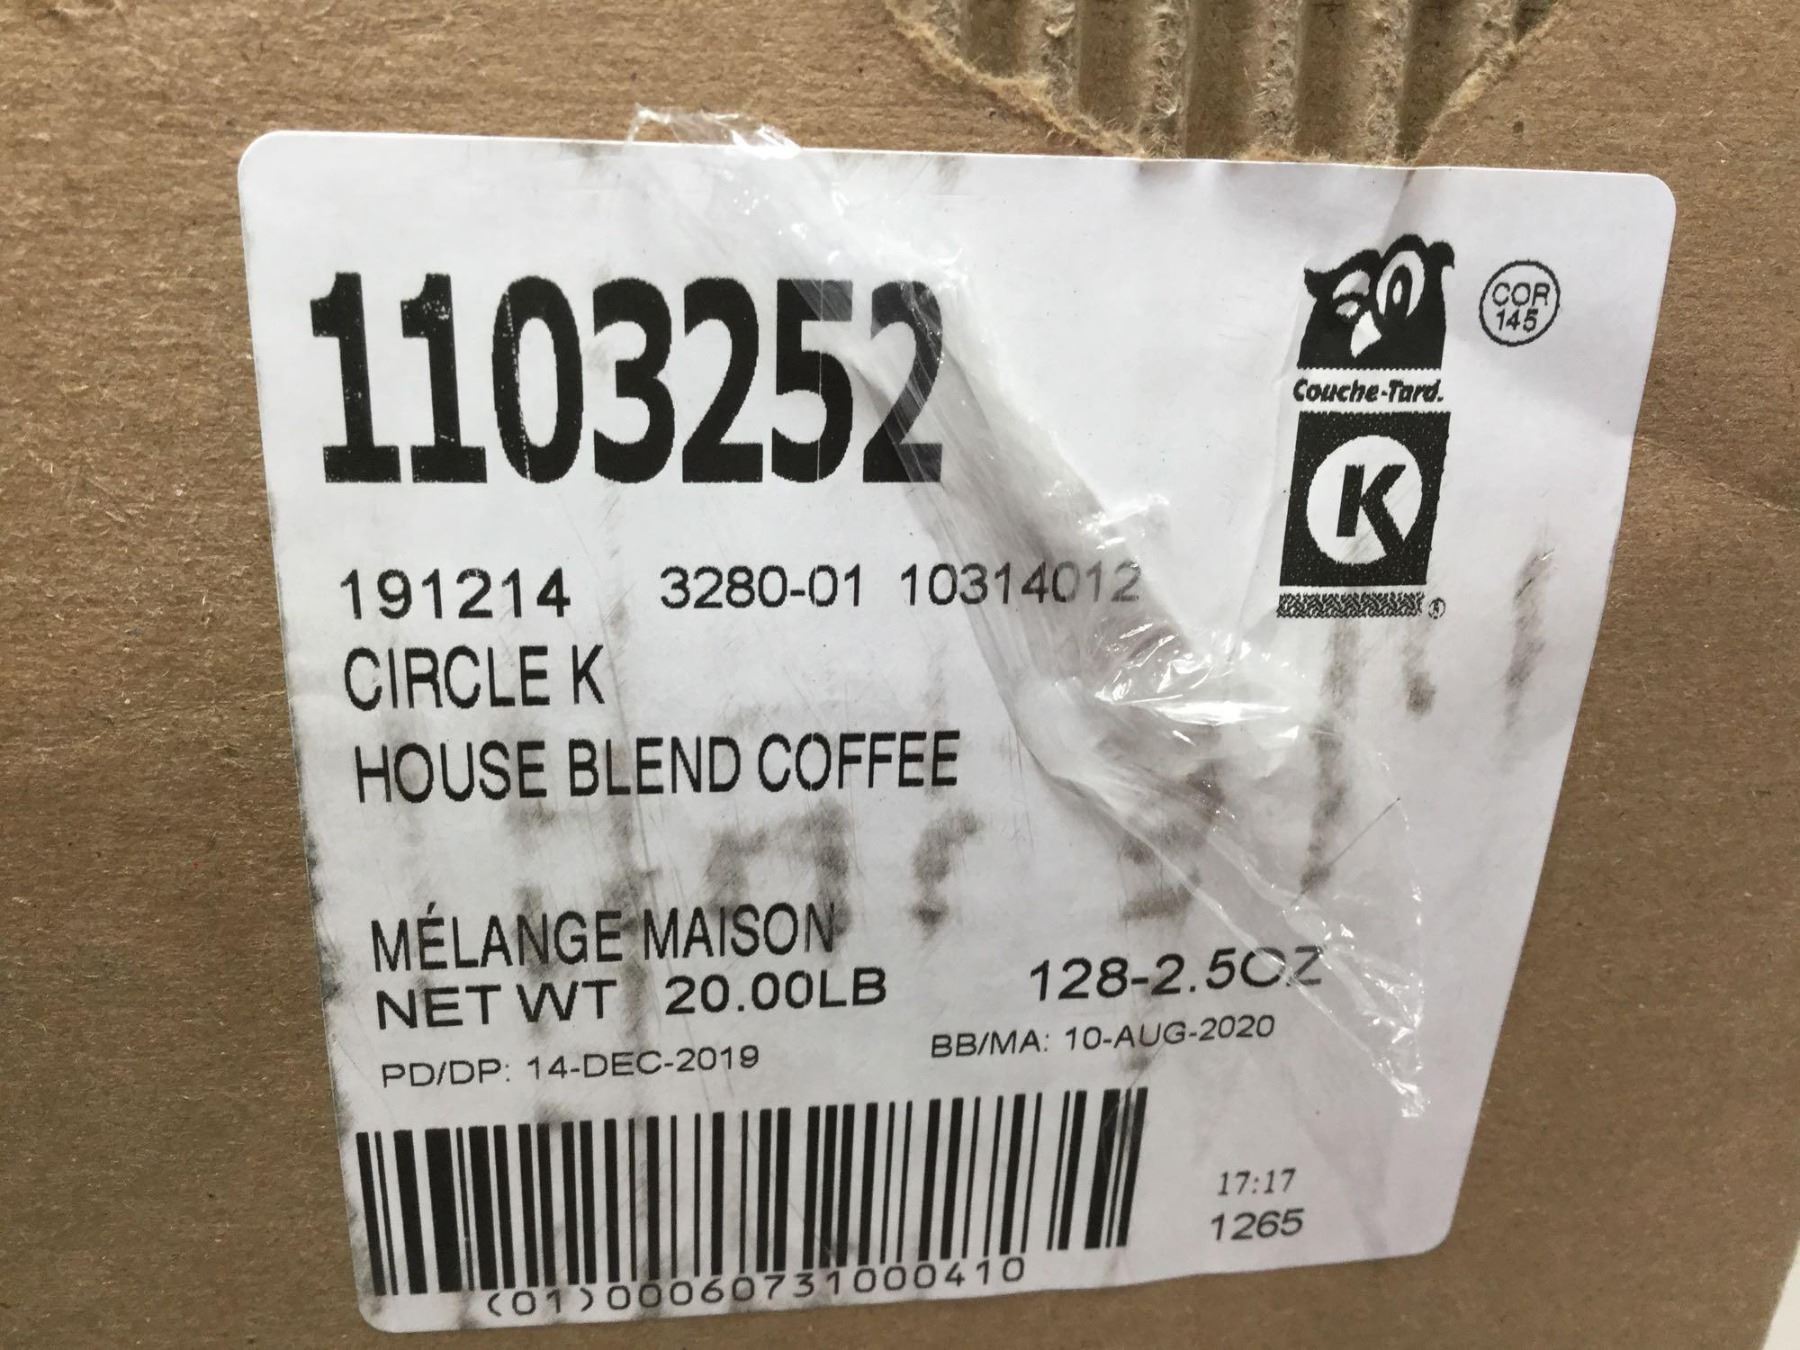 1103252
COR
145
Couche-Tard.
K
®
191214 3280-01 10314012
CIRCLE K
HOUSE BLEND COFFEE
MÉLANGE MAISON
NET WT 20.00LB 128-2.5OZ
PD/DP: 14-DEC-2019 BB/MA: 10-AUG-2020
17:17
1265
(01)00060731000410